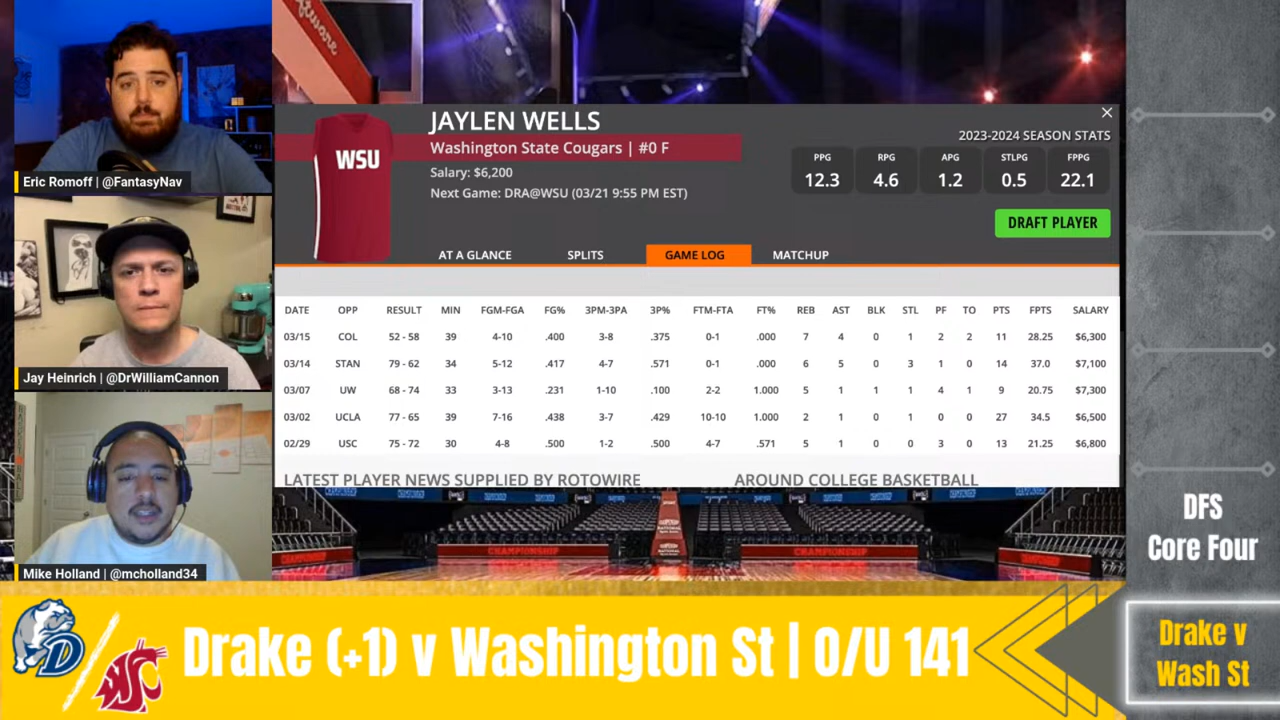 Eric Romoff | @FantasyNav
Jay Heinrich | @DrWilliamCannon
Mike Holland | @mcholland34
JAYLEN WELLS
Washington State Cougars | #0 F
Salary: $6,200
Next Game: DRA@WSU (03/21 9:55 PM EST)
WSU
2023-2024 SEASON STATS
PPG RPG APG STLPG FPPG
12.3 4.6 1.2 0.5 22.1
DRAFT PLAYER
AT A GLANCE SPLITS GAME LOG MATCHUP
DATE OPP RESULT MIN FGM-FGA FG% 3PM-3PA 3P% FTM-FTA FT% REB AST BLK STL PF TO PTS FPTS SALARY
03/15 COL 52 - 58 39 4-10 .400 3-8 .375 0-1 .000 7 4 0 1 2 2 11 28.25 $6,300
03/14 STAN 79 - 62 34 5-12 .417 4-7 .571 0-1 .000 6 5 0 3 1 0 14 37.0 $7,100
03/07 UW 68 - 74 33 3-13 .231 1-10 .100 2-2 1.000 5 1 1 1 4 1 9 20.75 $7,300
03/02 UCLA 77 - 65 39 7-16 .438 3-7 .429 10-10 1.000 2 1 0 1 0 0 27 34.5 $6,500
02/29 USC 75 - 72 30 4-8 .500 1-2 .500 4-7 .571 5 1 0 0 3 0 13 21.25 $6,800
LATEST PLAYER NEWS SUPPLIED BY ROTOWIRE AROUND COLLEGE BASKETBALL
CHAMPIONSHIP
CHAMPIONSHIP
DFS
Core Four
D
WSC
Drake (+1) v Washington St | O/U 141
Drake v
Wash St